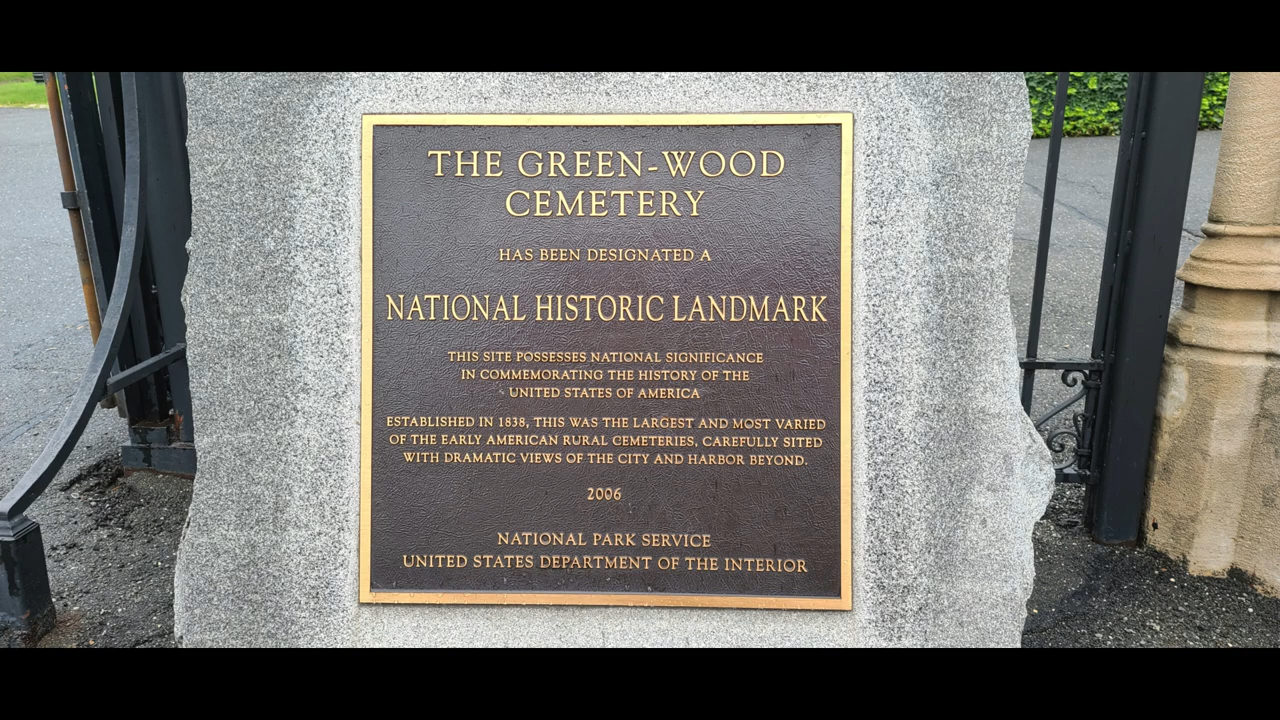 THE GREEN-WOOD
CEMETERY
HAS BEEN DESIGNATED A
NATIONAL HISTORIC LANDMARK
THIS SITE POSSESSES NATIONAL SIGNIFICANCE
IN COMMEMORATING THE HISTORY OF THE
UNITED STATES OF AMERICA
ESTABLISHED IN 1838, THIS WAS THE LARGEST AND MOST VARIED
OF THE EARLY AMERICAN RURAL CEMETERIES, CAREFULLY SITED
WITH DRAMATIC VIEWS OF THE CITY AND HARBOR BEYOND.
2006
NATIONAL PARK SERVICE
UNITED STATES DEPARTMENT OF THE INTERIOR